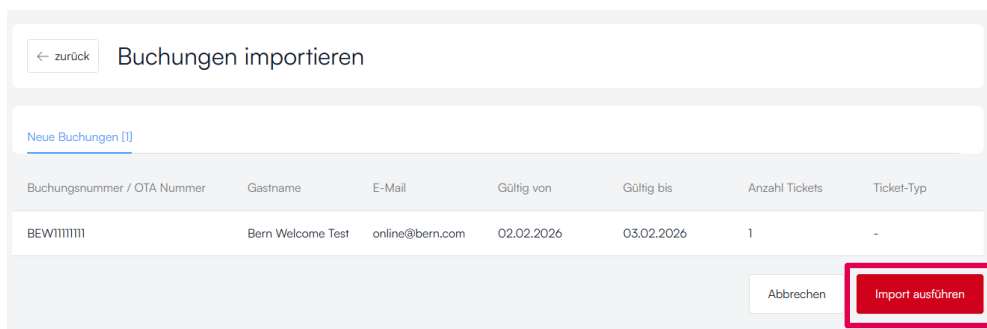 ← zurück Buchungen importieren
Neue Buchungen [1]
Buchungsnummer / OTA Nummer Gastname E-Mail Gültig von Gültig bis Anzahl Tickets Ticket-Typ
BEW11111111 Bern Welcome Test online@bern.com 02.02.2026 03.02.2026 1 -
Abbrechen Import ausführen